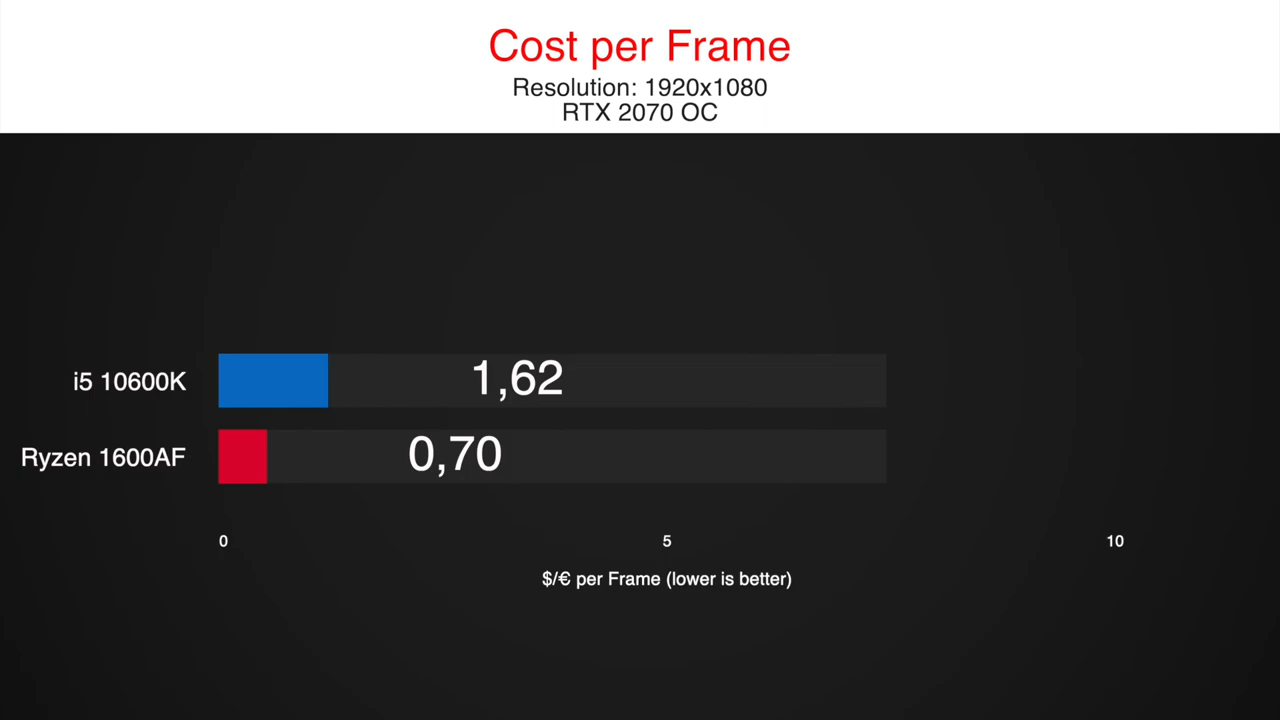 Cost per Frame
Resolution: 1920x1080
RTX 2070 OC
i5 10600K
1,62
Ryzen 1600AF
0,70
0
5
10
$/€ per Frame (lower is better)